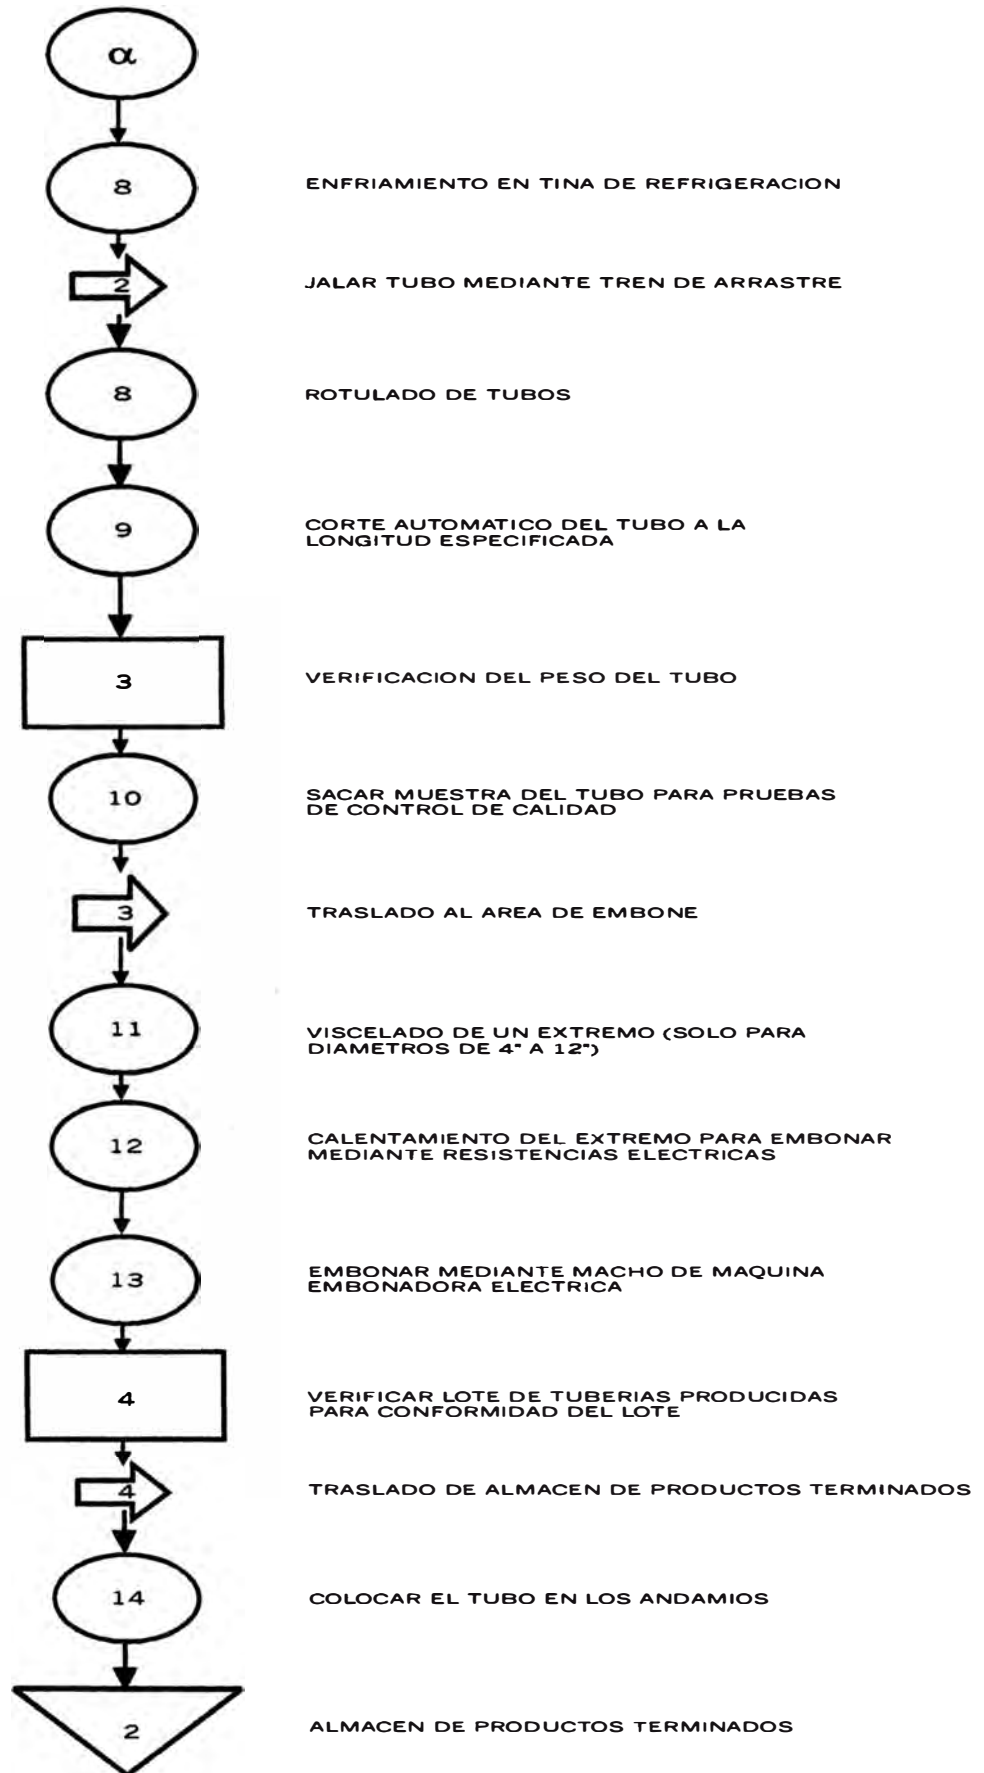 α
8 ENFRIAMIENTO EN TINA DE REFRIGERACION
2 JALAR TUBO MEDIANTE TREN DE ARRASTRE
8 ROTULADO DE TUBOS
9 CORTE AUTOMATICO DEL TUBO A LA
LONGITUD ESPECIFICADA
3 VERIFICACION DEL PESO DEL TUBO
10 SACAR MUESTRA DEL TUBO PARA PRUEBAS
DE CONTROL DE CALIDAD
3 TRASLADO AL AREA DE EMBONE
11 VISCELADO DE UN EXTREMO (SOLO PARA
DIAMETROS DE 4" A 12")
12 CALENTAMIENTO DEL EXTREMO PARA EMBONAR
MEDIANTE RESISTENCIAS ELECTRICAS
13 EMBONAR MEDIANTE MACHO DE MAQUINA
EMBONADORA ELECTRICA
4 VERIFICAR LOTE DE TUBERIAS PRODUCIDAS
PARA CONFORMIDAD DEL LOTE
4 TRASLADO DE ALMACEN DE PRODUCTOS TERMINADOS
14 COLOCAR EL TUBO EN LOS ANDAMIOS
2 ALMACEN DE PRODUCTOS TERMINADOS